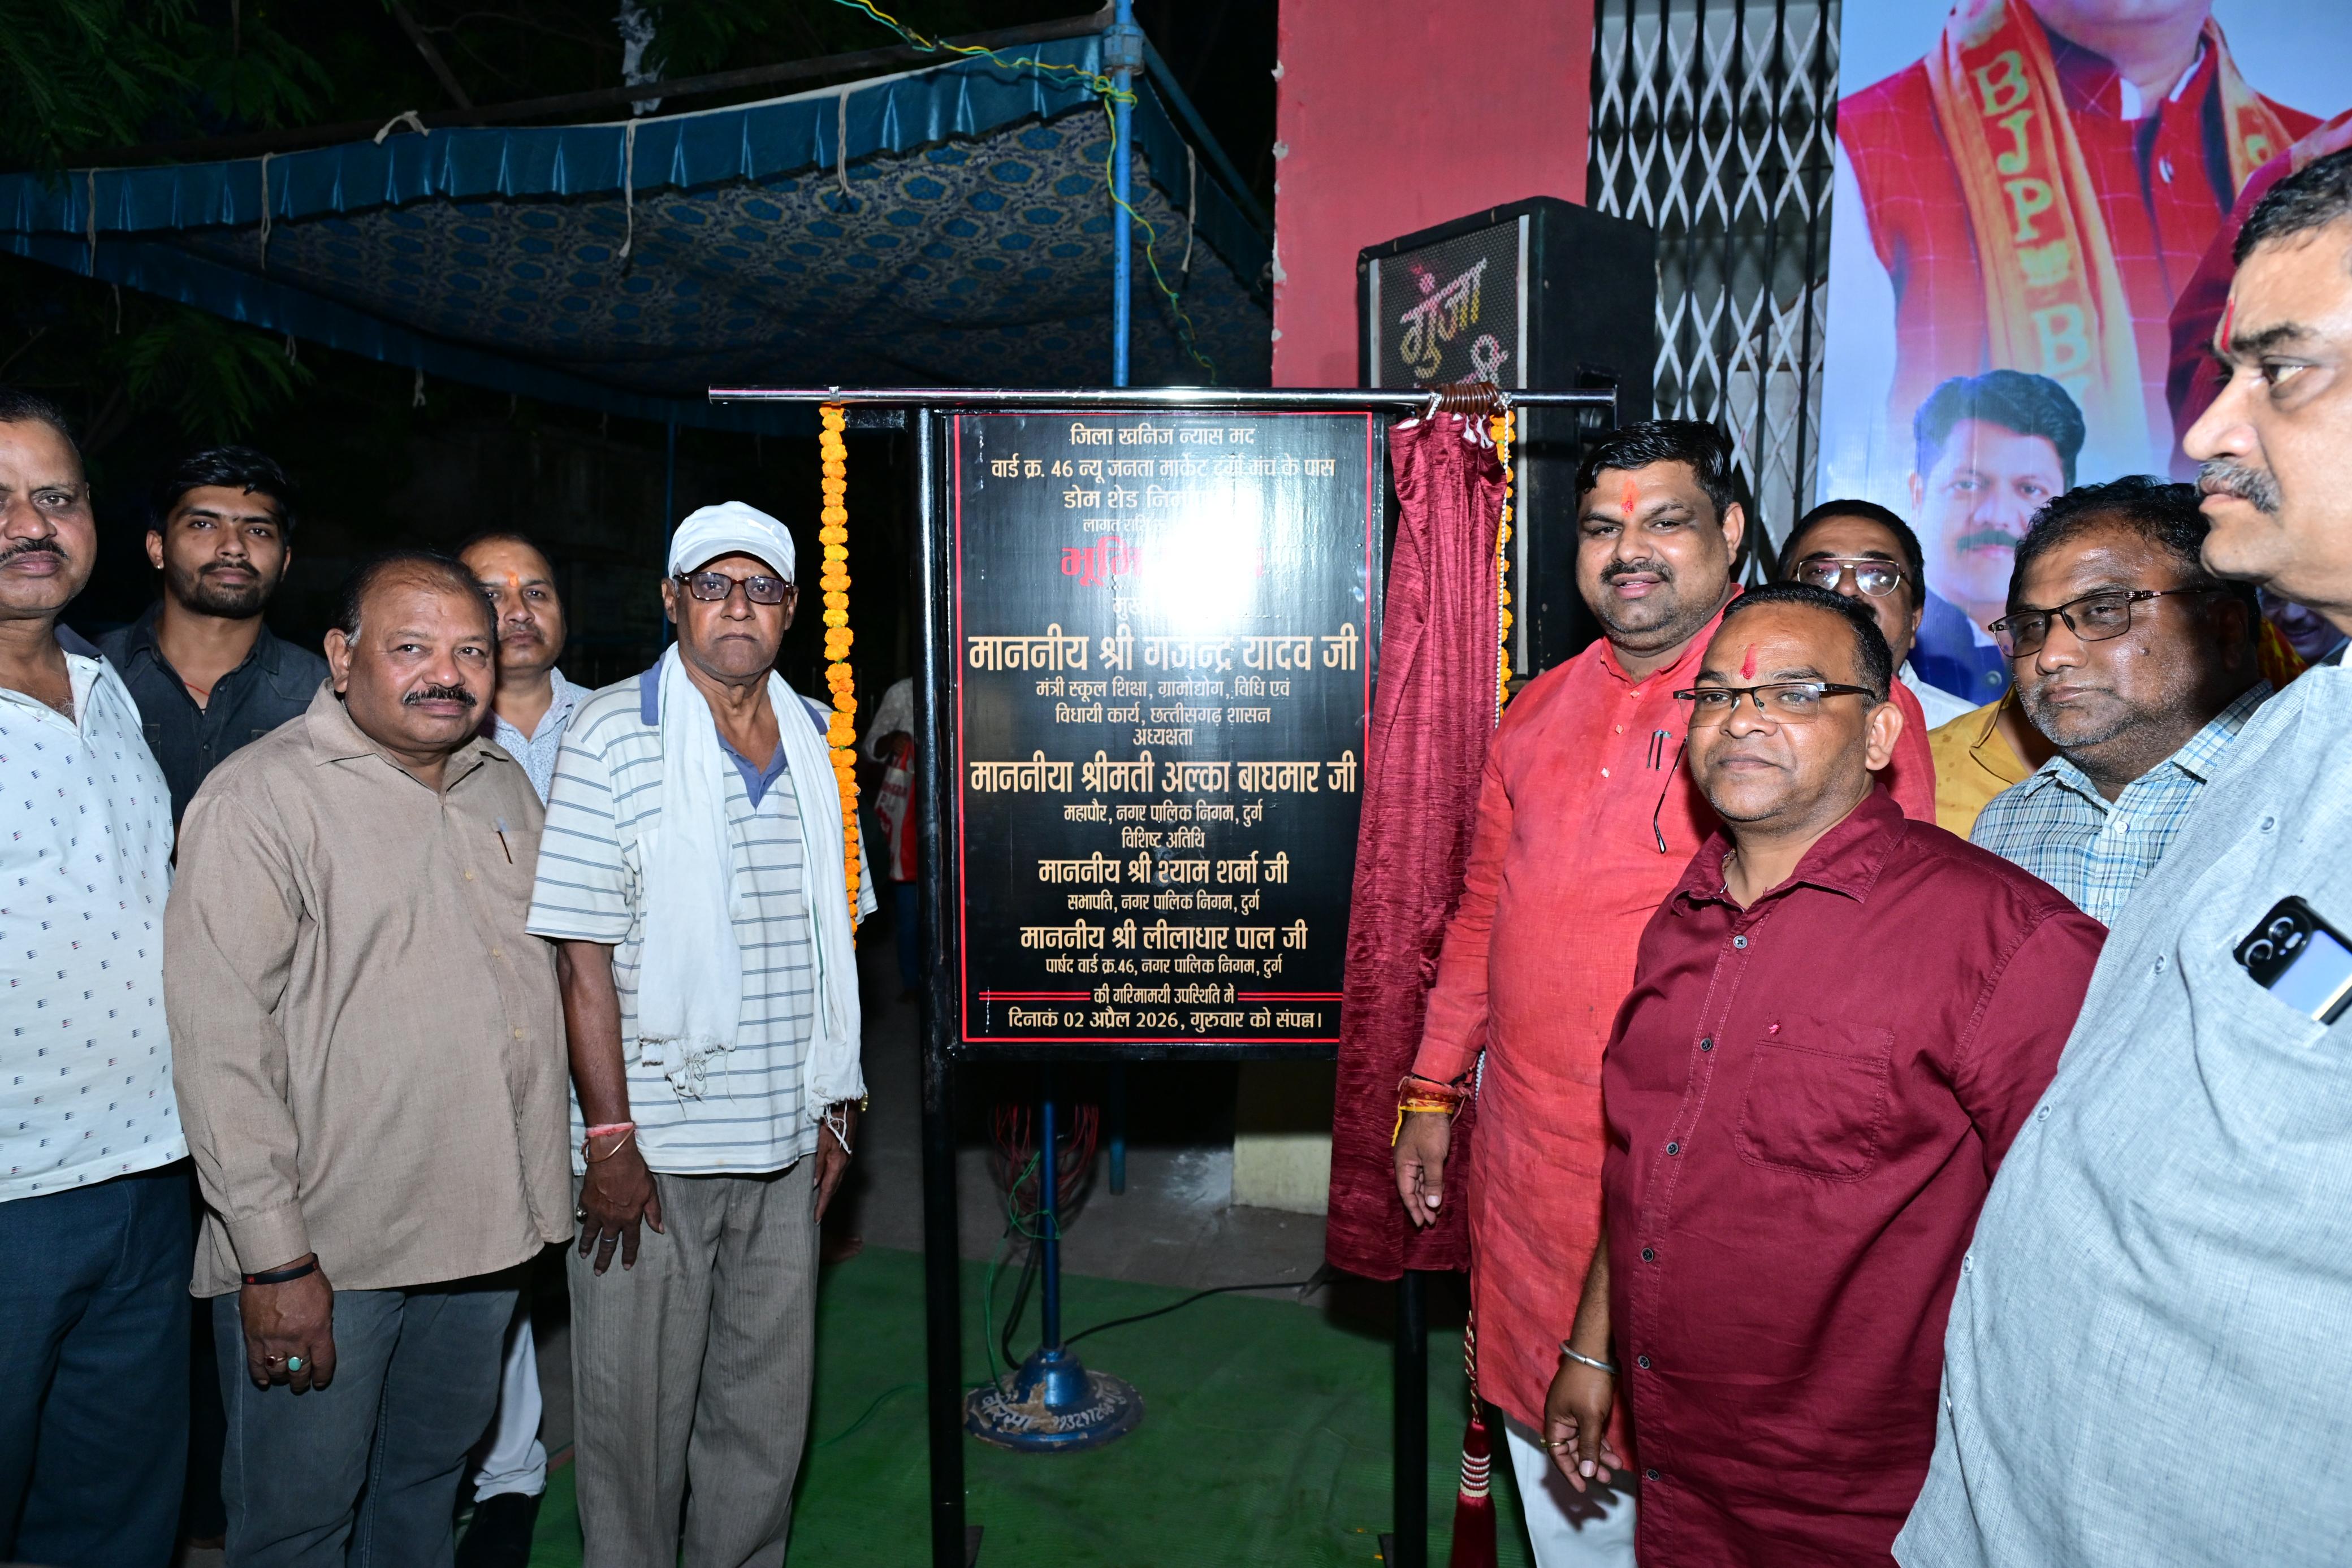 जिला खनिज न्यास मद
वार्ड क्र. 46 न्यू जनता मार्केट दुर्गा मंच के पास
डोम शेड
लागत
माननीय श्री गजेन्द्र यादव जी
मंत्री स्कूल शिक्षा, ग्रामोद्योग, विधि एवं
विधायी कार्य, छत्तीसगढ़ शासन
अध्यक्षता
माननीया श्रीमती अल्का बाघमार जी
महापौर, नगर पालिक निगम, दुर्ग
विशिष्ट अतिथि
माननीय श्री श्याम शर्मा जी
सभापति, नगर पालिक निगम, दुर्ग
माननीय श्री लीलाधार पाल जी
पार्षद वार्ड क्र.46, नगर पालिक निगम, दुर्ग
की गरिमामयी उपस्थिति में
दिनाकं 02 अप्रैल 2026, गुरुवार को संपन्न।
गुंजा
BJP